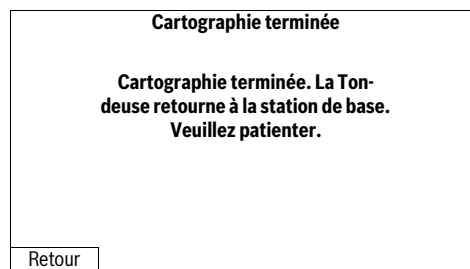 Cartographie terminée
Cartographie terminée. La Ton-
deuse retourne à la station de base.
Veuillez patienter.
Retour